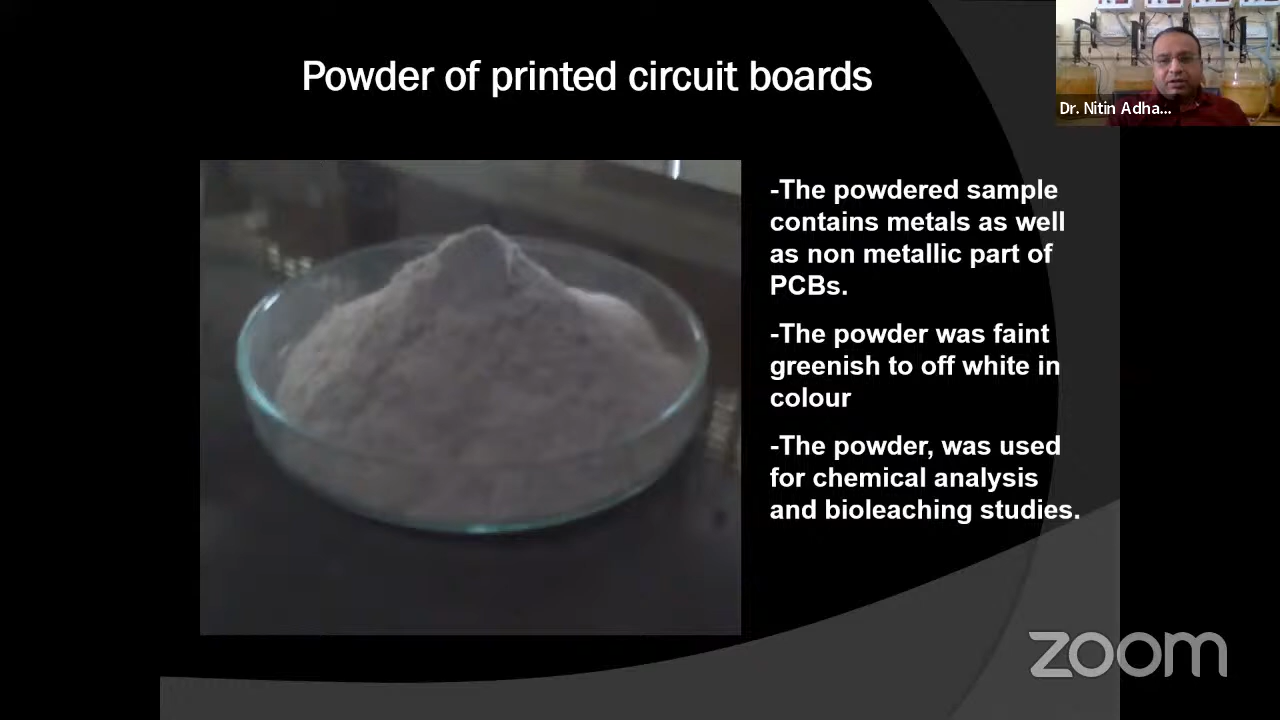 Powder of printed circuit boards
Dr. Nitin Adha...
-The powdered sample
contains metals as well
as non metallic part of
PCBs.
-The powder was faint
greenish to off white in
colour
-The powder, was used
for chemical analysis
and bioleaching studies.
zoom